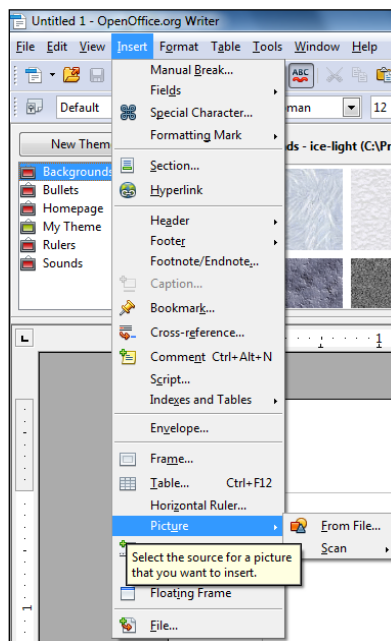 Untitled 1 - OpenOffice.org Writer
File Edit View Insert Format Table Tools Window Help
ABC
Default 12
New Them
ds - ice-light (C:\Pr
Backgrounds
Bullets
Homepage
My Theme
Rulers
Sounds
Manual Break...
Fields
Special Character...
Formatting Mark
Section...
Hyperlink
Header
Footer
Footnote/Endnote...
Caption...
Bookmark...
Cross-reference...
Comment Ctrl+Alt+N
Script...
Indexes and Tables
Envelope...
Frame...
Table... Ctrl+F12
Horizontal Ruler...
Picture
From File...
Scan
Select the source for a picture
that you want to insert.
Floating Frame
File...
1
1